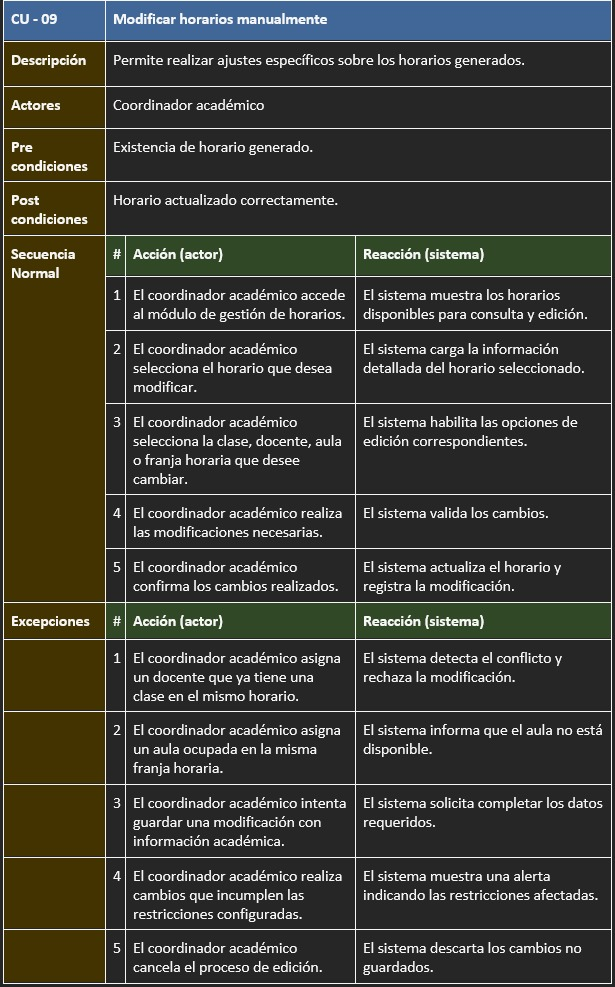 CU - 09
Modificar horarios manualmente
Descripción
Permite realizar ajustes específicos sobre los horarios generados.
Actores
Coordinador académico
Pre
condiciones
Existencia de horario generado.
Post
condiciones
Horario actualizado correctamente.
Secuencia
Normal
#
Acción (actor)
Reacción (sistema)
1
El coordinador académico accede
al módulo de gestión de horarios.
El sistema muestra los horarios
disponibles para consulta y edición.
2
El coordinador académico
selecciona el horario que desea
modificar.
El sistema carga la información
detallada del horario seleccionado.
3
El coordinador académico
selecciona la clase, docente, aula
o franja horaria que desee
cambiar.
El sistema habilita las opciones de
edición correspondientes.
4
El coordinador académico realiza
las modificaciones necesarias.
El sistema valida los cambios.
5
El coordinador académico
confirma los cambios realizados.
El sistema actualiza el horario y
registra la modificación.
Excepciones
#
Acción (actor)
Reacción (sistema)
1
El coordinador académico asigna
un docente que ya tiene una
clase en el mismo horario.
El sistema detecta el conflicto y
rechaza la modificación.
2
El coordinador académico asigna
un aula ocupada en la misma
franja horaria.
El sistema informa que el aula no está
disponible.
3
El coordinador académico intenta
guardar una modificación con
información académica.
El sistema solicita completar los datos
requeridos.
4
El coordinador académico realiza
cambios que incumplen las
restricciones configuradas.
El sistema muestra una alerta
indicando las restricciones afectadas.
5
El coordinador académico
cancela el proceso de edición.
El sistema descarta los cambios no
guardados.